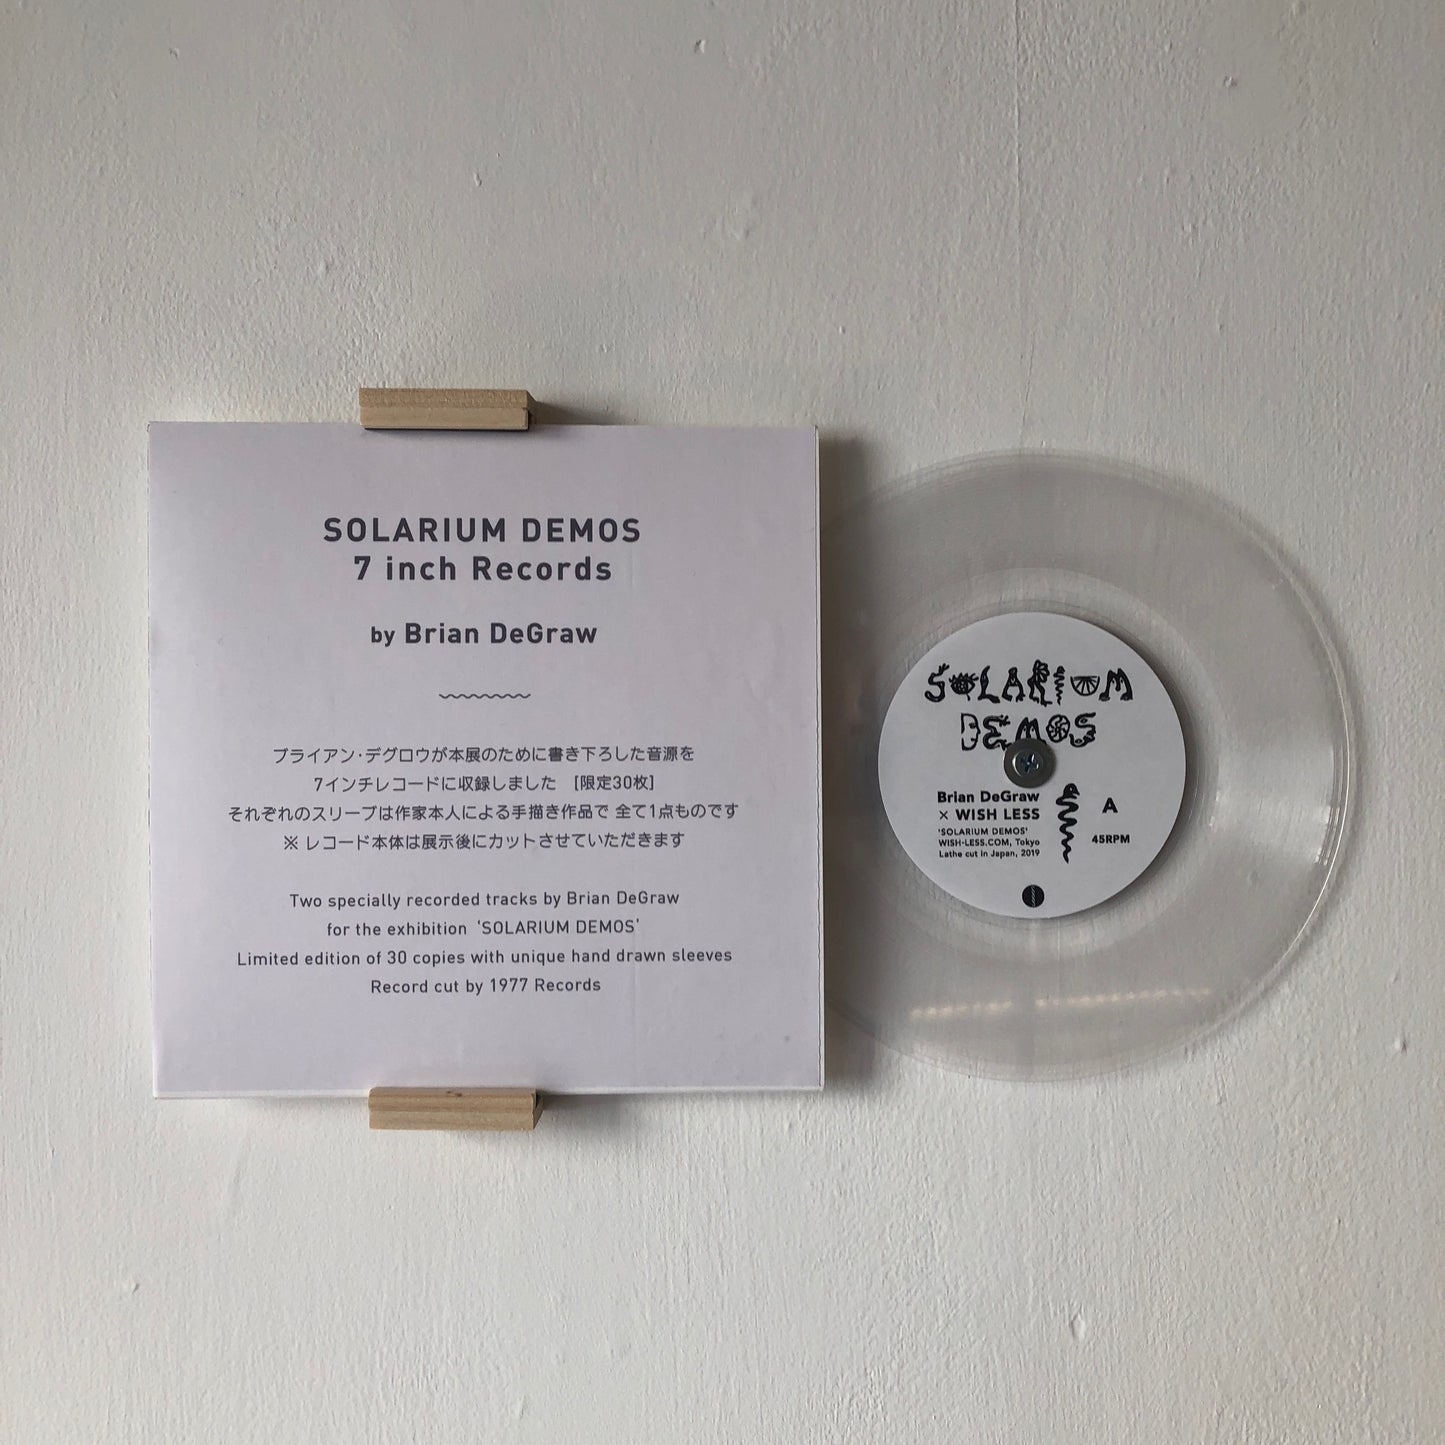 SOLARIUM DEMOS
7 inch Records
by Brian DeGraw
ブライアン・デグロウが本展のために書き下ろした音源を
7インチレコードに収録しました [限定30枚]
それぞれのスリーブは作家本人による手描き作品で 全て1点ものです
※ レコード本体は展示後にカットさせていただきます
Two specially recorded tracks by Brian DeGraw
for the exhibition ‘SOLARIUM DEMOS’
Limited edition of 30 copies with unique hand drawn sleeves
Record cut by 1977 Records
SOLARIUM
DEMOS
Brian DeGraw
× WISH LESS
'SOLARIUM DEMOS'
WISH-LESS.COM, Tokyo
Lathe cut in Japan, 2019
A
45RPM